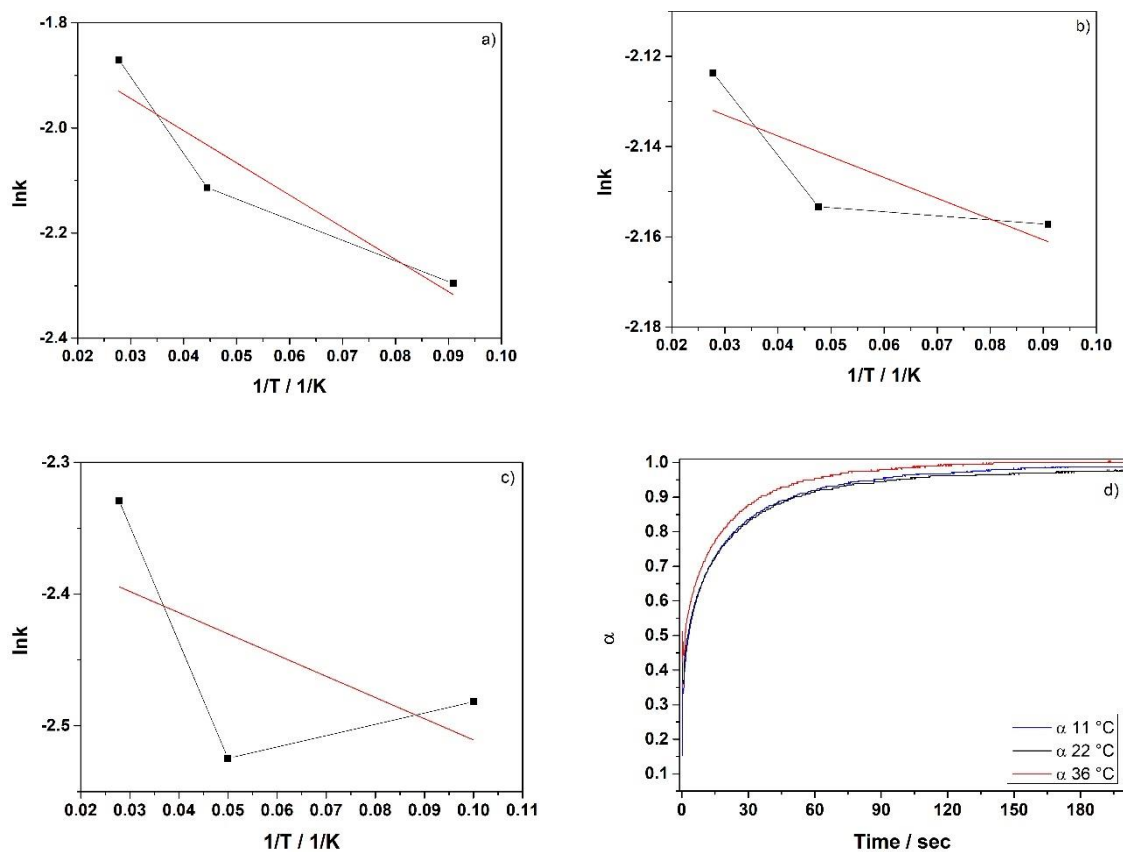 a)
-1.8
-2.0
-2.2
-2.4
lnk
0.02 0.03 0.04 0.05 0.06 0.07 0.08 0.09 0.10
1/T / 1/K
b)
-2.12
-2.14
-2.16
-2.18
lnk
0.02 0.03 0.04 0.05 0.06 0.07 0.08 0.09 0.10
1/T / 1/K
c)
-2.3
-2.4
-2.5
lnk
0.02 0.03 0.04 0.05 0.06 0.07 0.08 0.09 0.10 0.11
1/T / 1/K
d)
1.0
0.9
0.8
0.7
0.6
0.5
0.4
0.3
0.2
0.1
α
α 11 °C
α 22 °C
α 36 °C
0 30 60 90 120 150 180
Time / sec